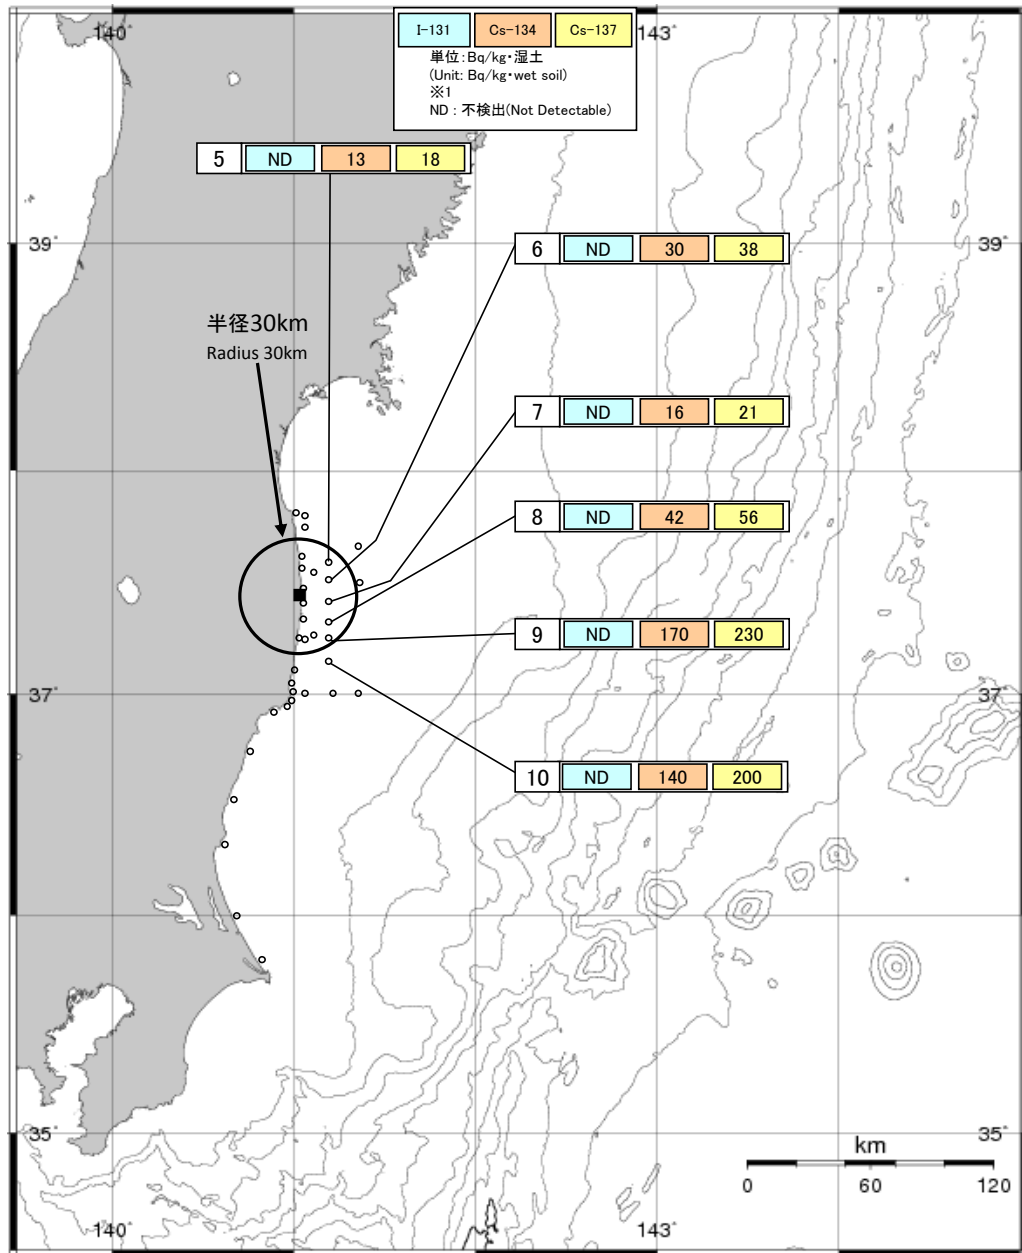 140°
143°
I-131 Cs-134 Cs-137
単位:Bq/kg・湿土
(Unit: Bq/kg・wet soil)
※1
ND : 不検出(Not Detectable)
5 ND 13 18
39°
39°
6 ND 30 38
半径30km
Radius 30km
7 ND 16 21
8 ND 42 56
9 ND 170 230
37°
37°
10 ND 140 200
35°
35°
km
0 60 120
140°
143°